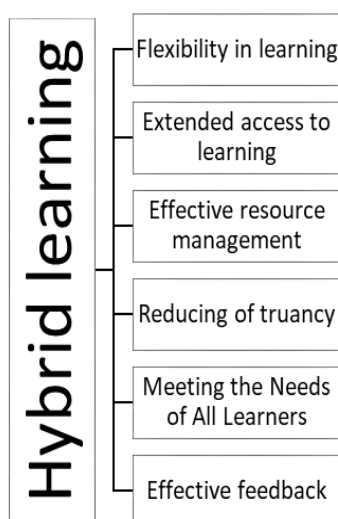 Hybrid learning
Flexibility in learning
Extended access to
learning
Effective resource
management
Reducing of truancy
Meeting the Needs
of All Learners
Effective feedback